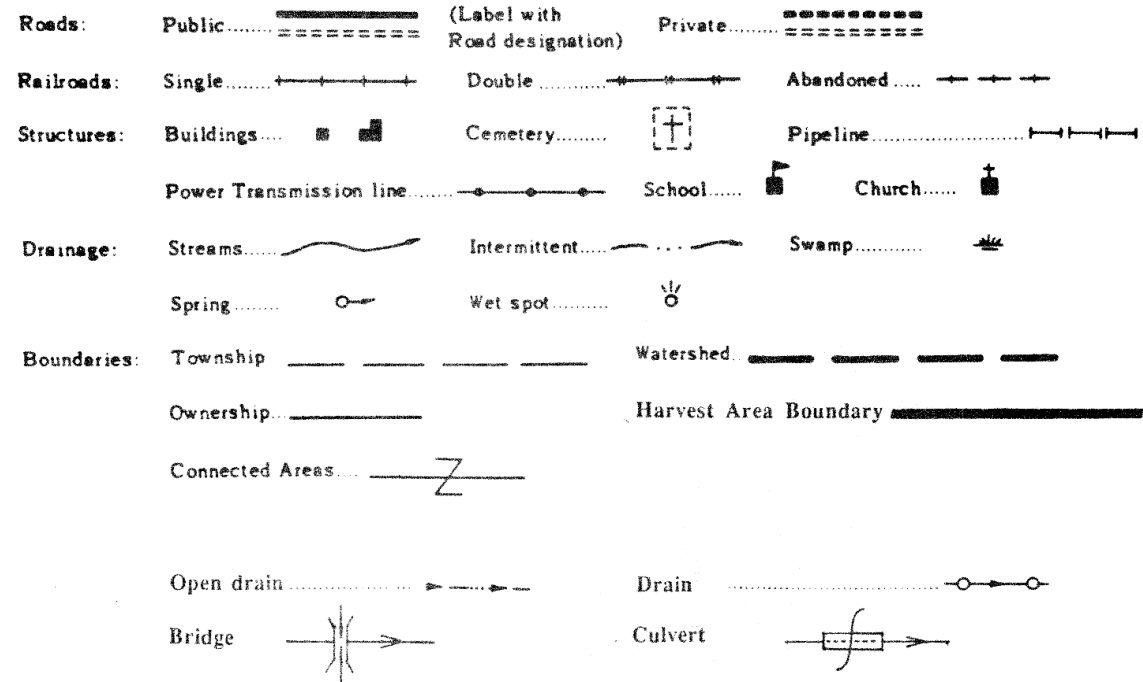 Roads: Public........ (Label with Road designation) Private.........
Railroads: Single........ Double ............ Abandoned .....
Structures: Buildings.... Cemetery......... Pipeline......................
Power Transmission line........ School...... Church......
Drainage: Streams...... Intermittent..... Swamp............
Spring ........ Wet spot..........
Boundaries: Township Watershed..
Ownership... Harvest Area Boundary
Connected Areas....
Open drain ...................... Drain ........................
Bridge Culvert